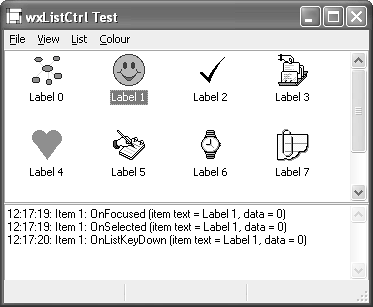 wxListCtrl Test
File View List Colour
Label 0 Label 1 Label 2 Label 3
Label 4 Label 5 Label 6 Label 7
12:17:19: Item 1: OnFocused (item text = Label 1, data = 0)
12:17:19: Item 1: OnSelected (item text = Label 1, data = 0)
12:17:20: Item 1: OnListKeyDown (item text = Label 1, data = 0)